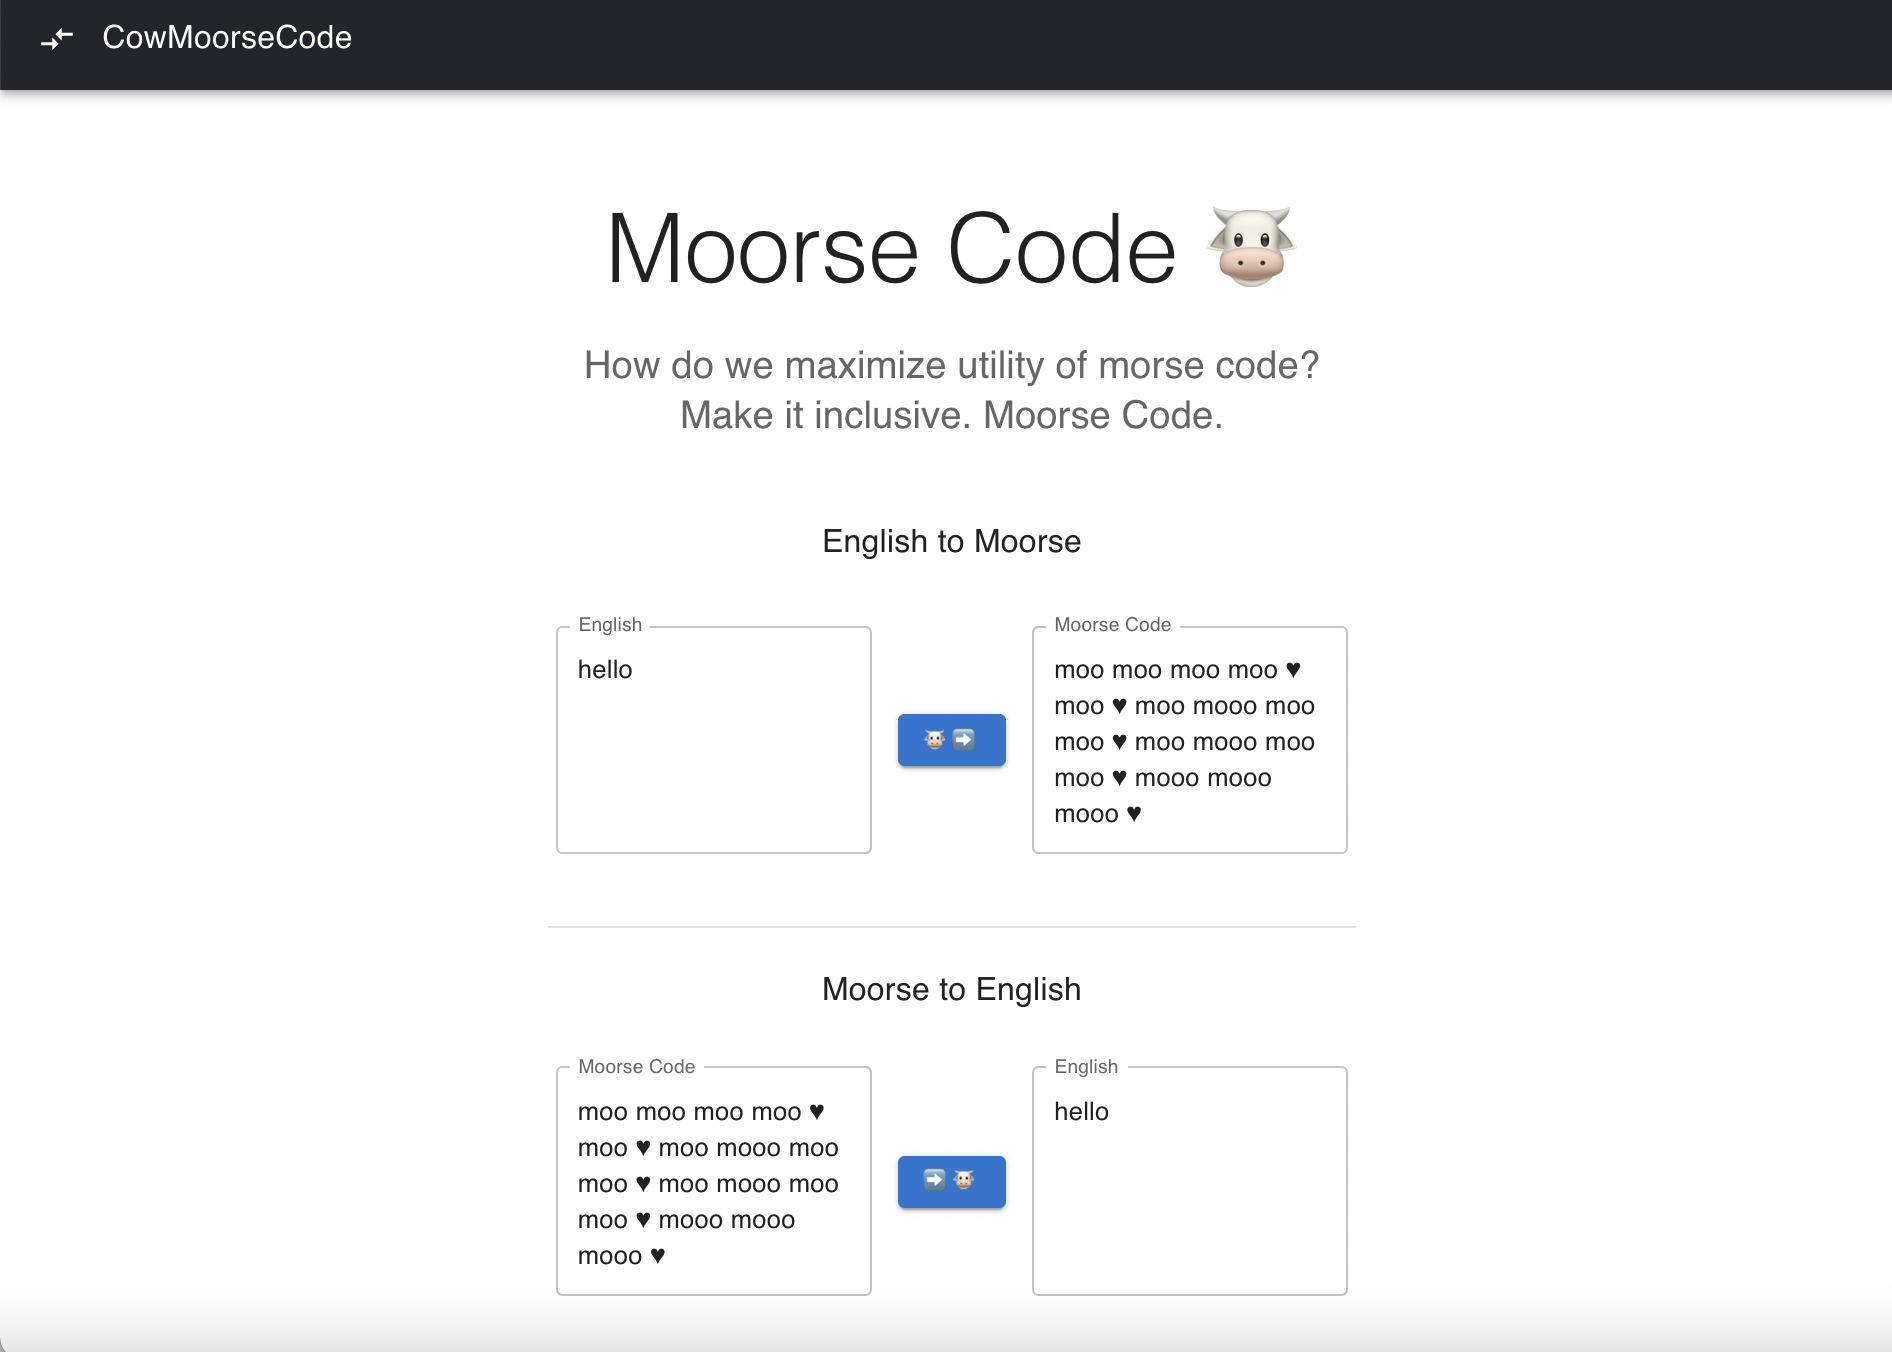 CowMoorseCode
Moorse Code 🐮
How do we maximize utility of morse code?
Make it inclusive. Moorse Code.
English to Moorse
English
hello
🐮➡️
Moorse Code
moo moo moo moo ♥
moo ♥ moo mooo moo
moo ♥ moo mooo moo
moo ♥ mooo mooo
mooo ♥
Moorse to English
Moorse Code
moo moo moo moo ♥
moo ♥ moo mooo moo
moo ♥ moo mooo moo
moo ♥ mooo mooo
mooo ♥
➡️🐮
English
hello